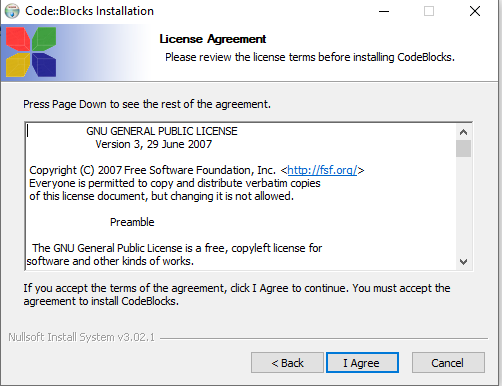 Code::Blocks Installation
License Agreement
Please review the license terms before installing CodeBlocks.
Press Page Down to see the rest of the agreement.
GNU GENERAL PUBLIC LICENSE
Version 3, 29 June 2007
Copyright (C) 2007 Free Software Foundation, Inc. <http://fsf.org/>
Everyone is permitted to copy and distribute verbatim copies
of this license document, but changing it is not allowed.
Preamble
The GNU General Public License is a free, copyleft license for
software and other kinds of works.
If you accept the terms of the agreement, click I Agree to continue. You must accept the
agreement to install CodeBlocks.
Nullsoft Install System v3.02.1
< Back
I Agree
Cancel